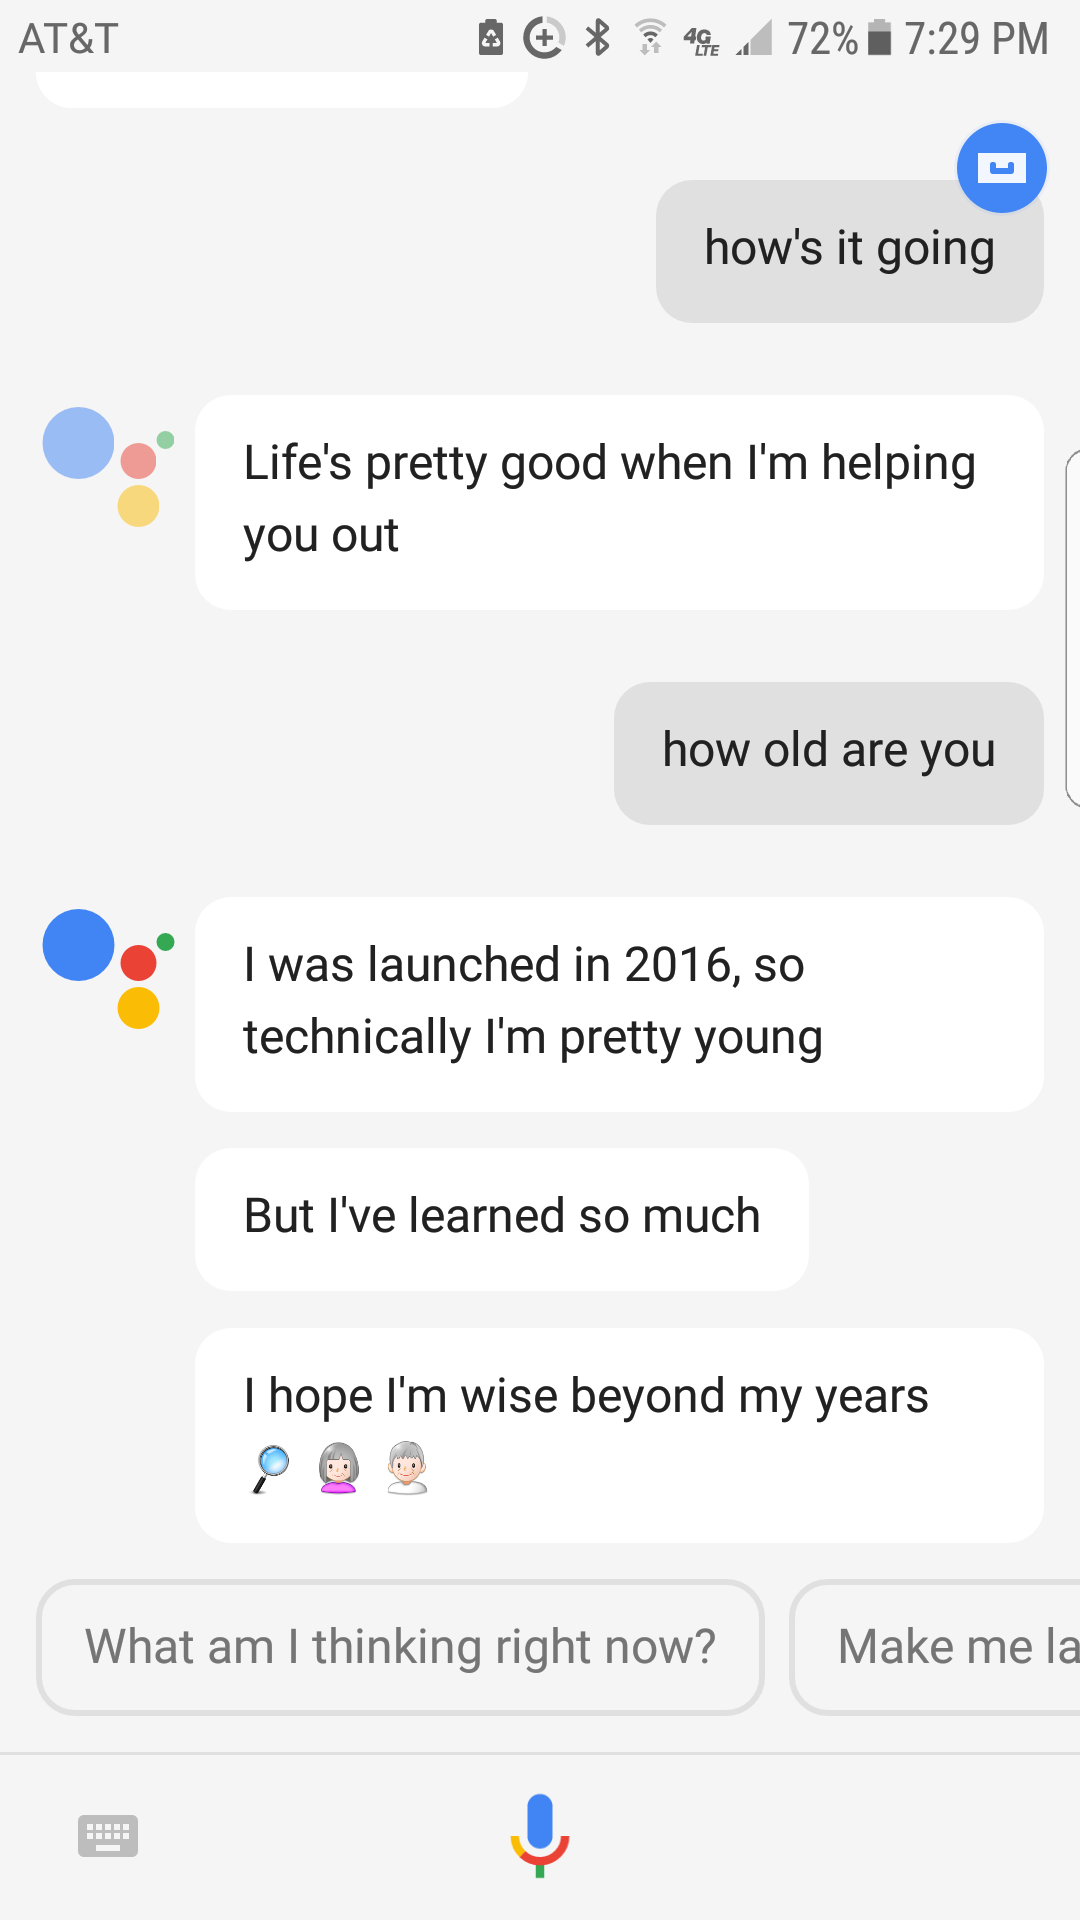 AT&T 4G LTE 72% 7:29 PM
how's it going
Life's pretty good when I'm helping
you out
how old are you
I was launched in 2016, so
technically I'm pretty young
But I've learned so much
I hope I'm wise beyond my years
🔎 👵 👴
What am I thinking right now? Make me la